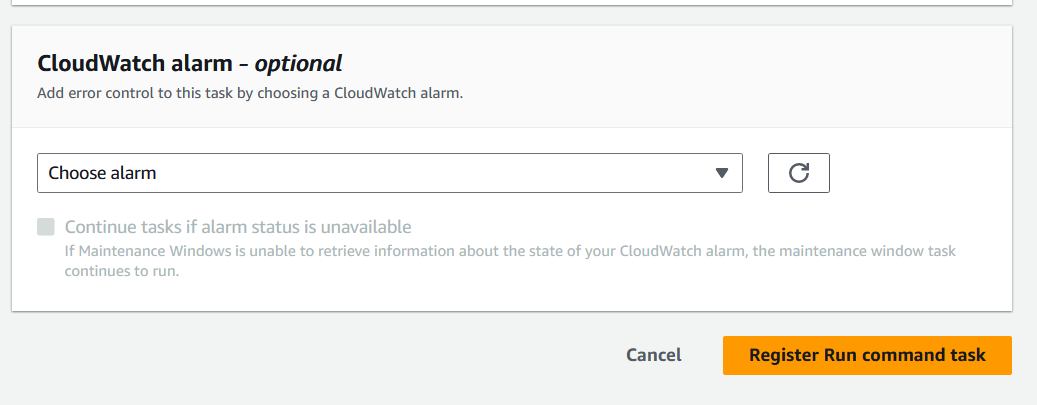 CloudWatch alarm - optional
Add error control to this task by choosing a CloudWatch alarm.
Choose alarm
Continue tasks if alarm status is unavailable
If Maintenance Windows is unable to retrieve information about the state of your CloudWatch alarm, the maintenance window task
continues to run.
Cancel
Register Run command task